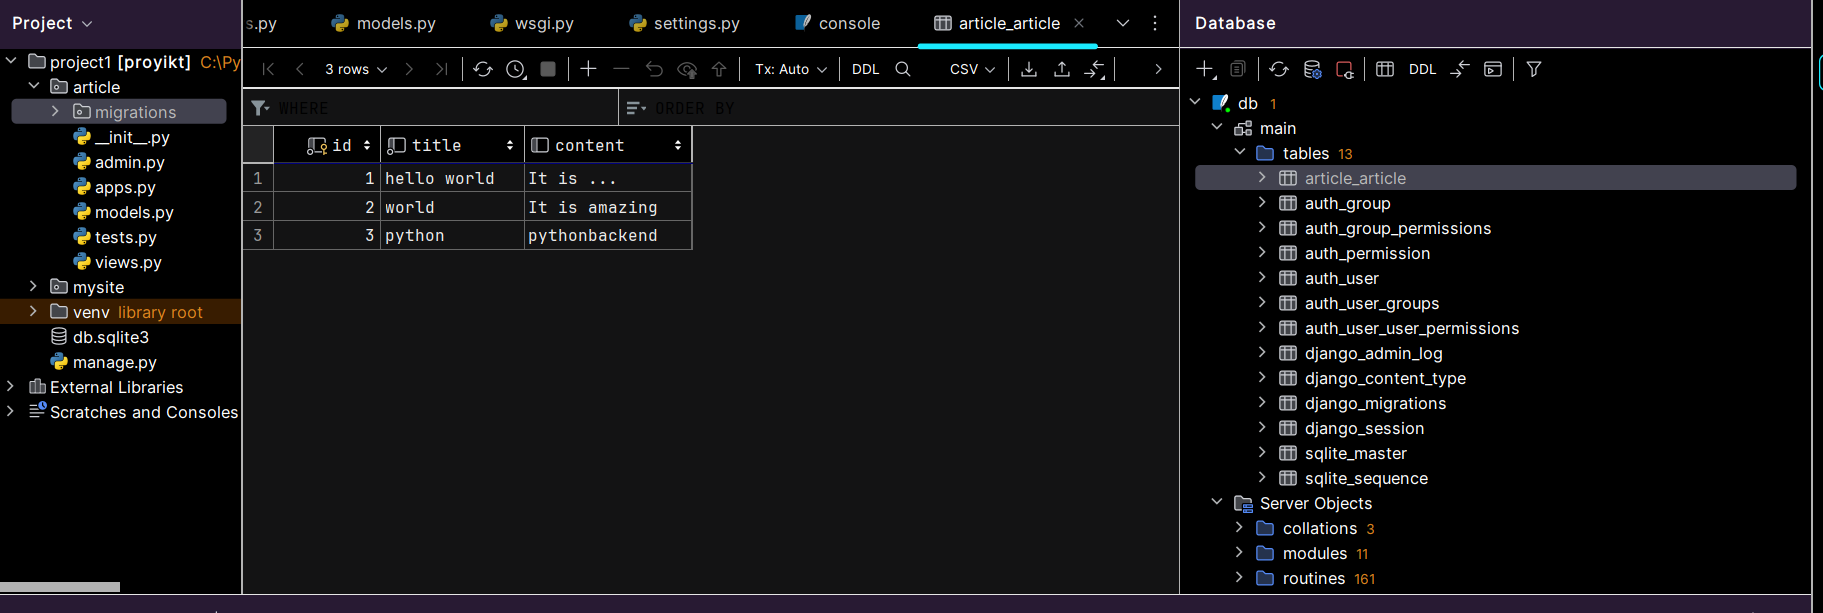 Project
s.py
models.py
wsgi.py
settings.py
console
article_article
Database
project1 [proyikt] C:\Py
article
migrations
__init__.py
admin.py
apps.py
models.py
tests.py
views.py
mysite
venv library root
db.sqlite3
manage.py
External Libraries
Scratches and Consoles
3 rows
Tx: Auto
DDL
CSV
WHERE
ORDER BY
id title content
1 1 hello world It is ...
2 2 world It is amazing
3 3 python pythonbackend
DDL
db 1
main
tables 13
article_article
auth_group
auth_group_permissions
auth_permission
auth_user
auth_user_groups
auth_user_user_permissions
django_admin_log
django_content_type
django_migrations
django_session
sqlite_master
sqlite_sequence
Server Objects
collations 3
modules 11
routines 161